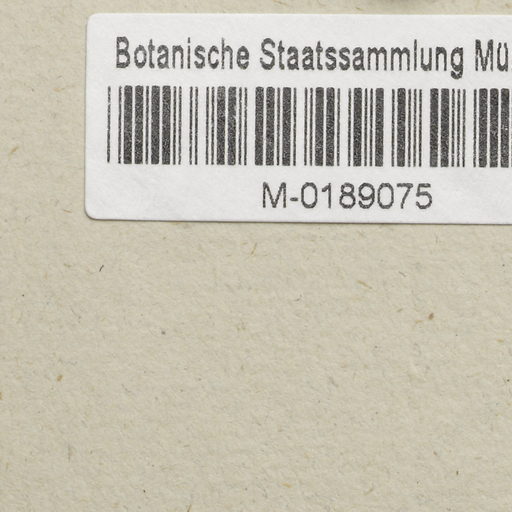 Botanische Staatssammlung Mü
M-0189075